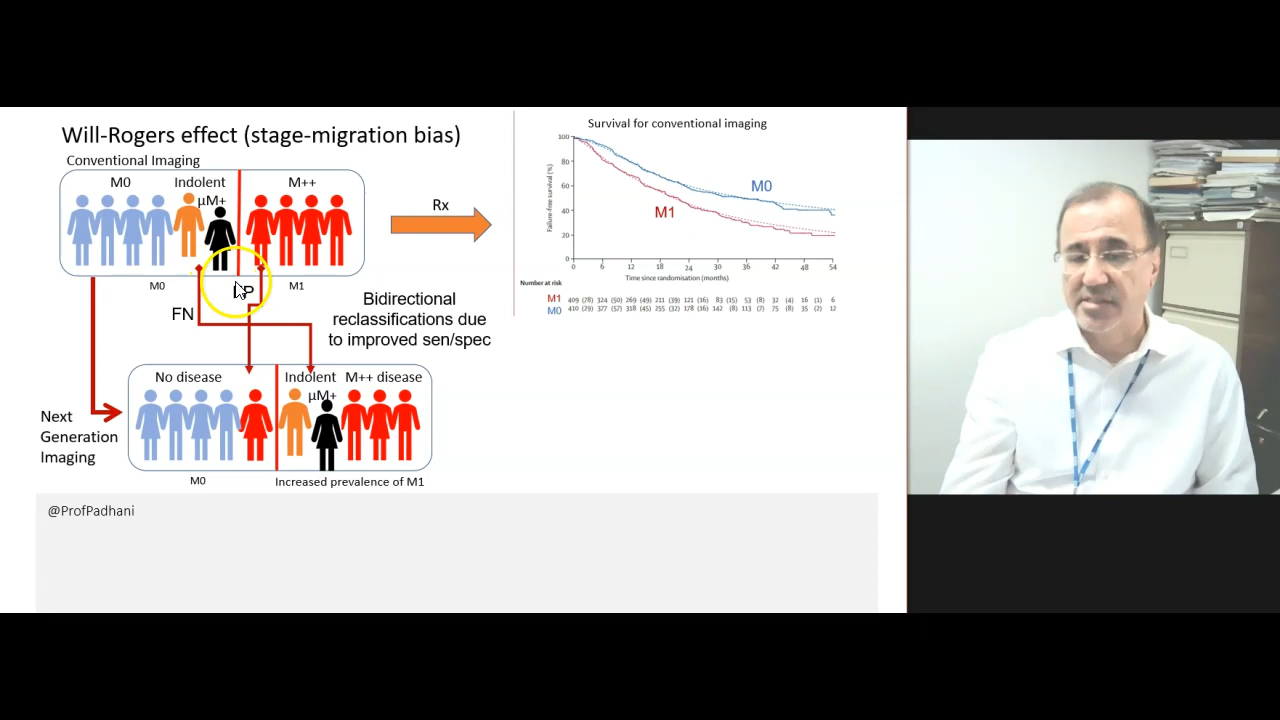 Will-Rogers effect (stage-migration bias)
Conventional Imaging
M0
Indolent
µM+
M++
M0
M1
FN
Rx
Bidirectional
reclassifications due
to improved sen/spec
Next
Generation
Imaging
No disease
Indolent
µM+
M++ disease
M0
Increased prevalence of M1
Survival for conventional imaging
Failure-free survival (%)
100
80
60
40
20
0
M0
M1
0 6 12 18 24 30 36 42 48 54
Time since randomisation (months)
Number at risk
M1 409 (78) 324 (50) 269 (49) 211 (39) 121 (16) 83 (15) 53 (8) 32 (4) 16 (1) 6
M0 410 (29) 377 (57) 318 (45) 255 (32) 178 (16) 142 (8) 113 (7) 75 (8) 35 (2) 12
@ProfPadhani